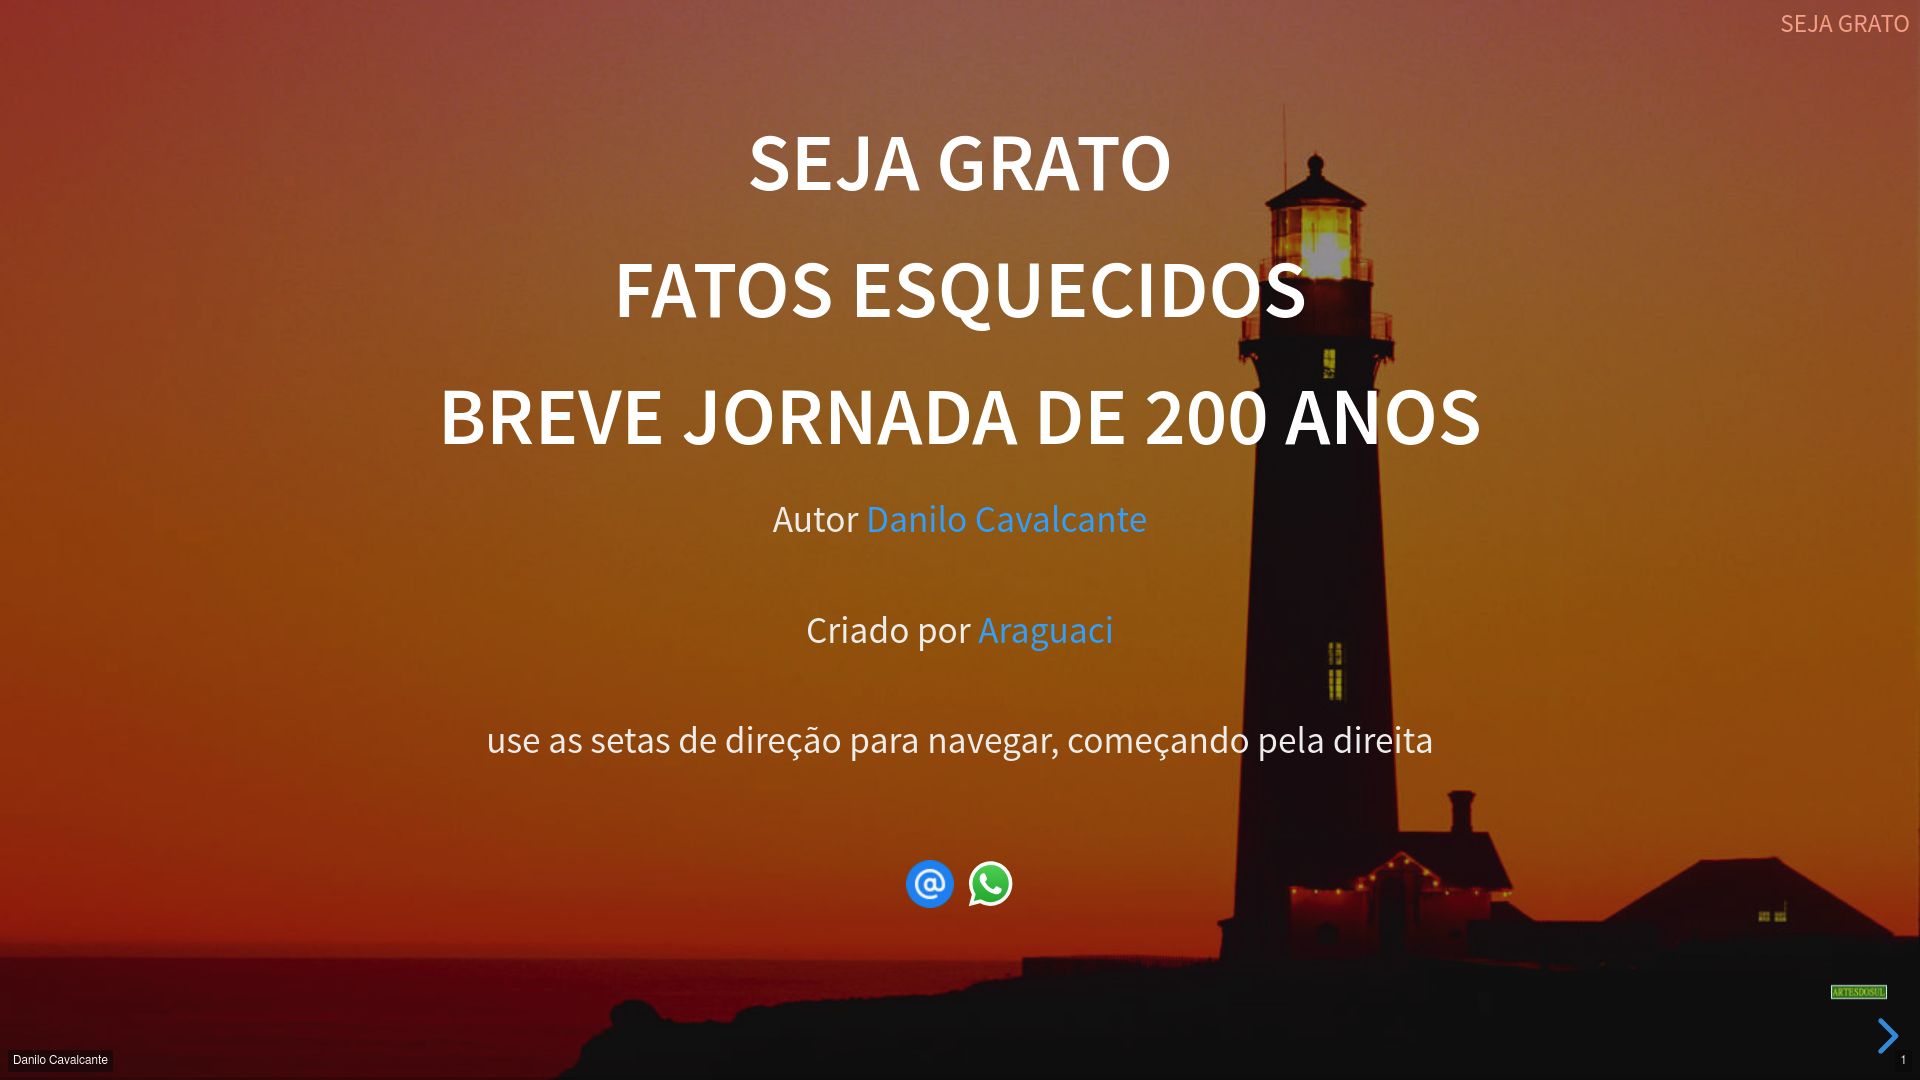 SEJA GRATO
SEJA GRATO
FATOS ESQUECIDOS
BREVE JORNADA DE 200 ANOS
Autor Danilo Cavalcante
Criado por Araguaci
use as setas de direção para navegar, começando pela direita
ARTESDOSUL
Danilo Cavalcante
1